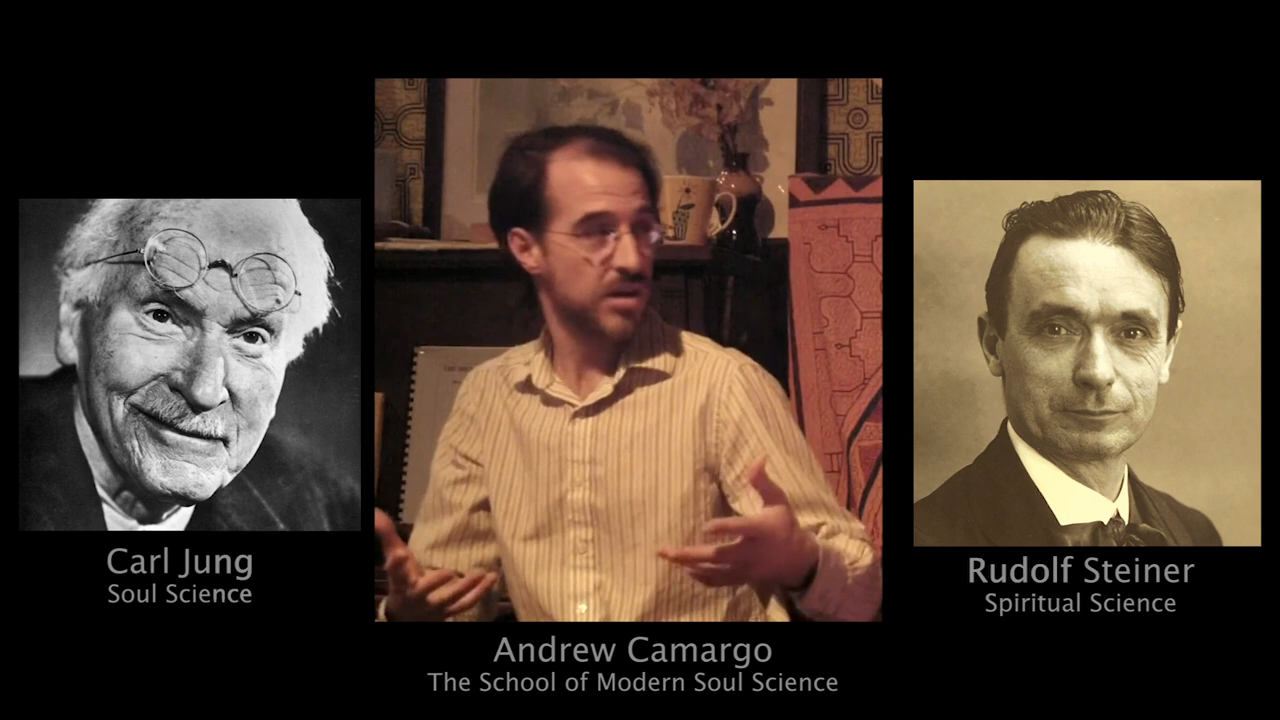 Carl Jung
Soul Science
Andrew Camargo
The School of Modern Soul Science
Rudolf Steiner
Spiritual Science